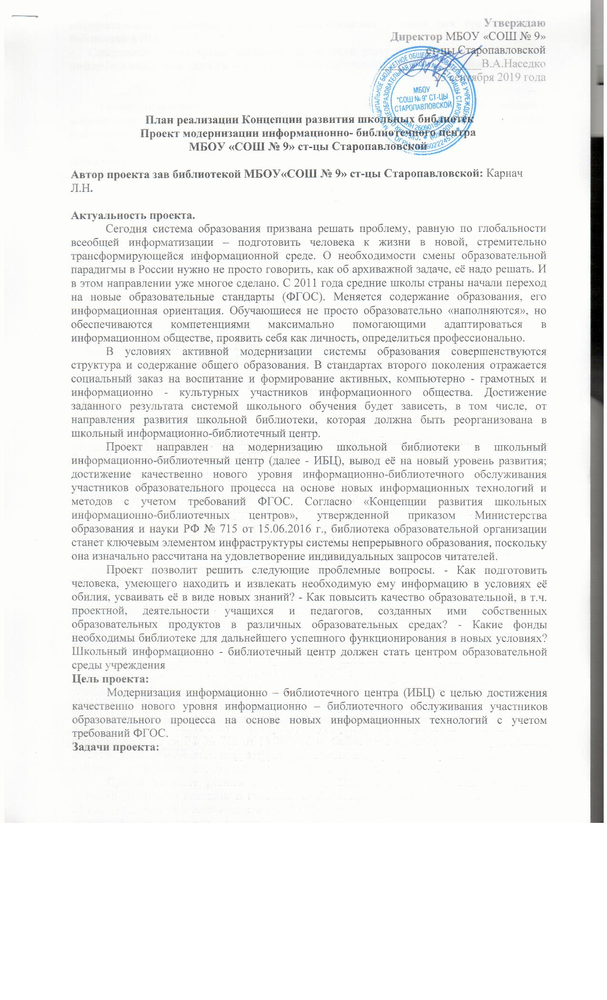 Утверждаю
Директор МБОУ «СОШ № 9»
ст-цы Старопавловской
В.А.Наседко
25 сентября 2019 года
МБОУ
"СОШ № 9" СТ-ЦЫ
СТАРОПАВЛОВСКОЙ
План реализации Концепции развития школьных библиотек
Проект модернизации информационно- библиотечного центра
МБОУ «СОШ № 9» ст-цы Старопавловской
Автор проекта зав библиотекой МБОУ«СОШ № 9» ст-цы Старопавловской: Карнач
Л.Н.
Актуальность проекта.
Сегодня система образования призвана решать проблему, равную по глобальности
всеобщей информатизации – подготовить человека к жизни в новой, стремительно
трансформирующейся информационной среде. О необходимости смены образовательной
парадигмы в России нужно не просто говорить, как об архиважной задаче, её надо решать. И
в этом направлении уже многое сделано. С 2011 года средние школы страны начали переход
на новые образовательные стандарты (ФГОС). Меняется содержание образования, его
информационная ориентация. Обучающиеся не просто образовательно «наполняются», но
обеспечиваются компетенциями максимально помогающими адаптироваться в
информационном обществе, проявить себя как личность, определиться профессионально.
В условиях активной модернизации системы образования совершенствуются
структура и содержание общего образования. В стандартах второго поколения отражается
социальный заказ на воспитание и формирование активных, компьютерно - грамотных и
информационно - культурных участников информационного общества. Достижение
заданного результата системой школьного обучения будет зависеть, в том числе, от
направления развития школьной библиотеки, которая должна быть реорганизована в
школьный информационно-библиотечный центр.
Проект направлен на модернизацию школьной библиотеки в школьный
информационно-библиотечный центр (далее - ИБЦ), вывод её на новый уровень развития;
достижение качественно нового уровня информационно-библиотечного обслуживания
участников образовательного процесса на основе новых информационных технологий и
методов с учетом требований ФГОС. Согласно «Концепции развития школьных
информационно-библиотечных центров», утвержденной приказом Министерства
образования и науки РФ № 715 от 15.06.2016 г., библиотека образовательной организации
станет ключевым элементом инфраструктуры системы непрерывного образования, поскольку
она изначально рассчитана на удовлетворение индивидуальных запросов читателей.
Проект позволит решить следующие проблемные вопросы. - Как подготовить
человека, умеющего находить и извлекать необходимую ему информацию в условиях её
обилия, усваивать её в виде новых знаний? - Как повысить качество образовательной, в т.ч.
проектной, деятельности учащихся и педагогов, созданных ими собственных
образовательных продуктов в различных образовательных средах? - Какие фонды
необходимы библиотеке для дальнейшего успешного функционирования в новых условиях?
Школьный информационно - библиотечный центр должен стать центром образовательной
среды учреждения
Цель проекта:
Модернизация информационно – библиотечного центра (ИБЦ) с целью достижения
качественно нового уровня информационно – библиотечного обслуживания участников
образовательного процесса на основе новых информационных технологий с учетом
требований ФГОС.
Задачи проекта: